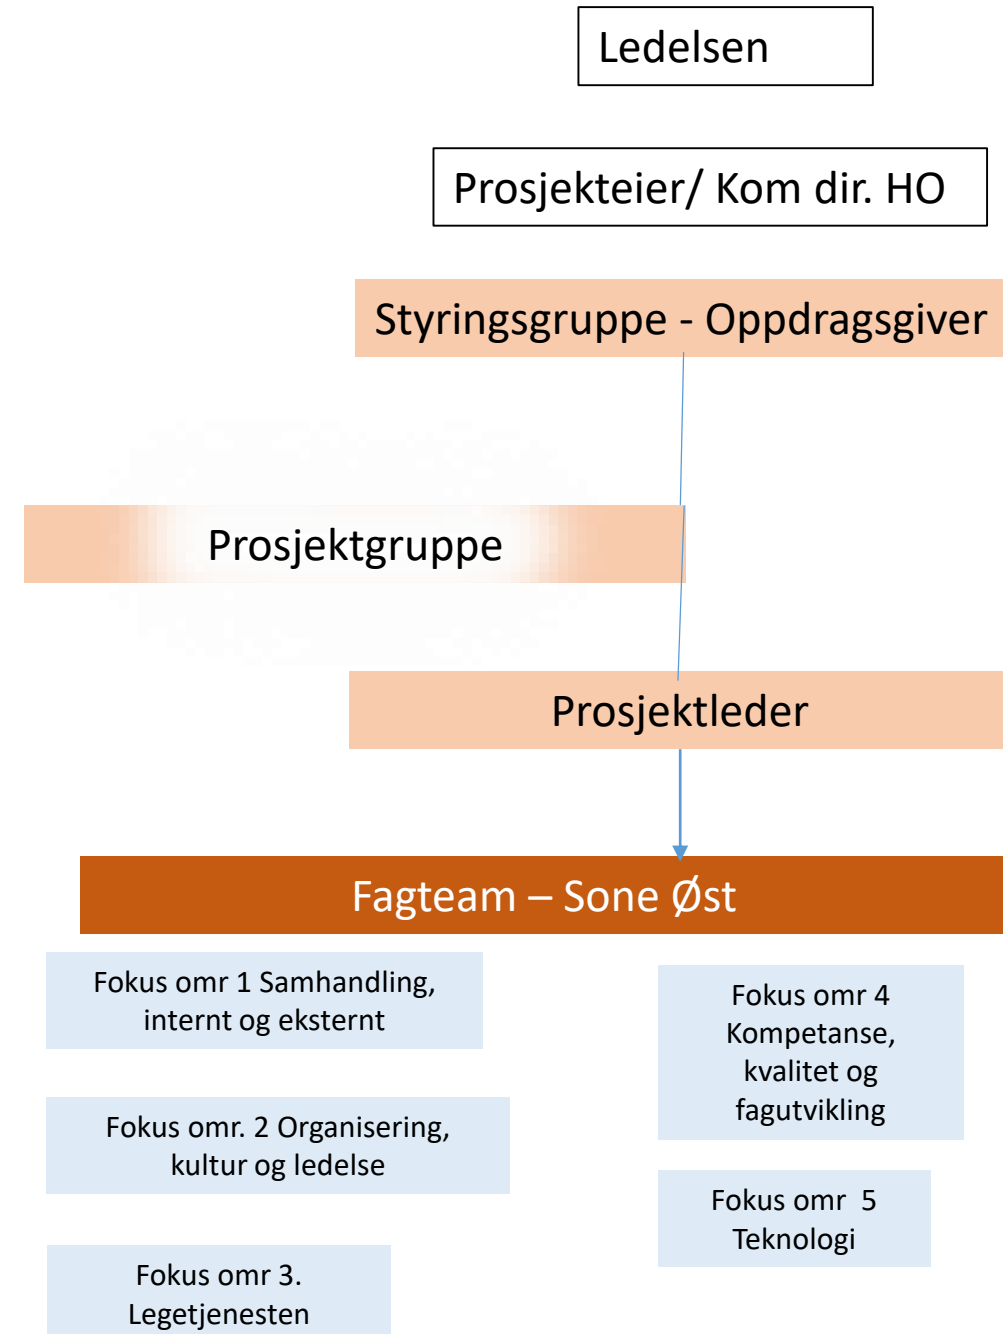 Ledelsen
Prosjekteier/ Kom dir. HO
Styringsgruppe - Oppdragsgiver
Prosjektgruppe
Prosjektleder
Fagteam – Sone Øst
Fokus omr 1 Samhandling,
internt og eksternt
Fokus omr. 2 Organisering,
kultur og ledelse
Fokus omr 3.
Legetjenesten
Fokus omr 4
Kompetanse,
kvalitet og
fagutvikling
Fokus omr  5
Teknologi